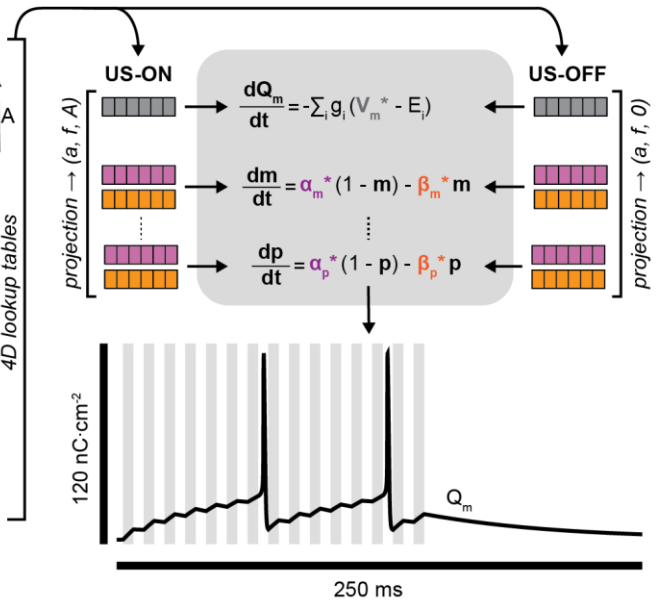 US-ON
US-OFF
A
projection → (a, f, A)
dQm/dt = -∑i gi (Vm* - Ei)
projection → (a, f, 0)
dm/dt = αm* (1 - m) - βm* m
dp/dt = αp* (1 - p) - βp* p
4D lookup tables
120 nC·cm-2
Qm
250 ms